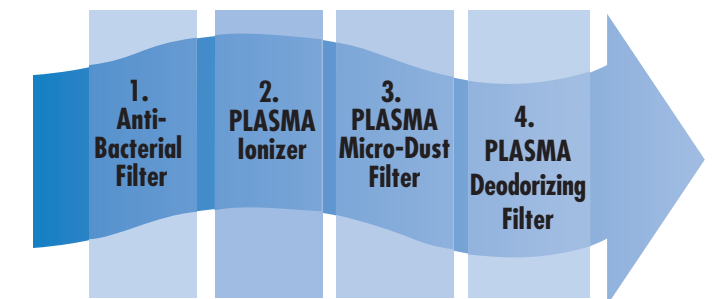 1.
Anti-
Bacterial
Filter
2.
PLASMA
Ionizer
3.
PLASMA
Micro-Dust
Filter
4.
PLASMA
Deodorizing
Filter